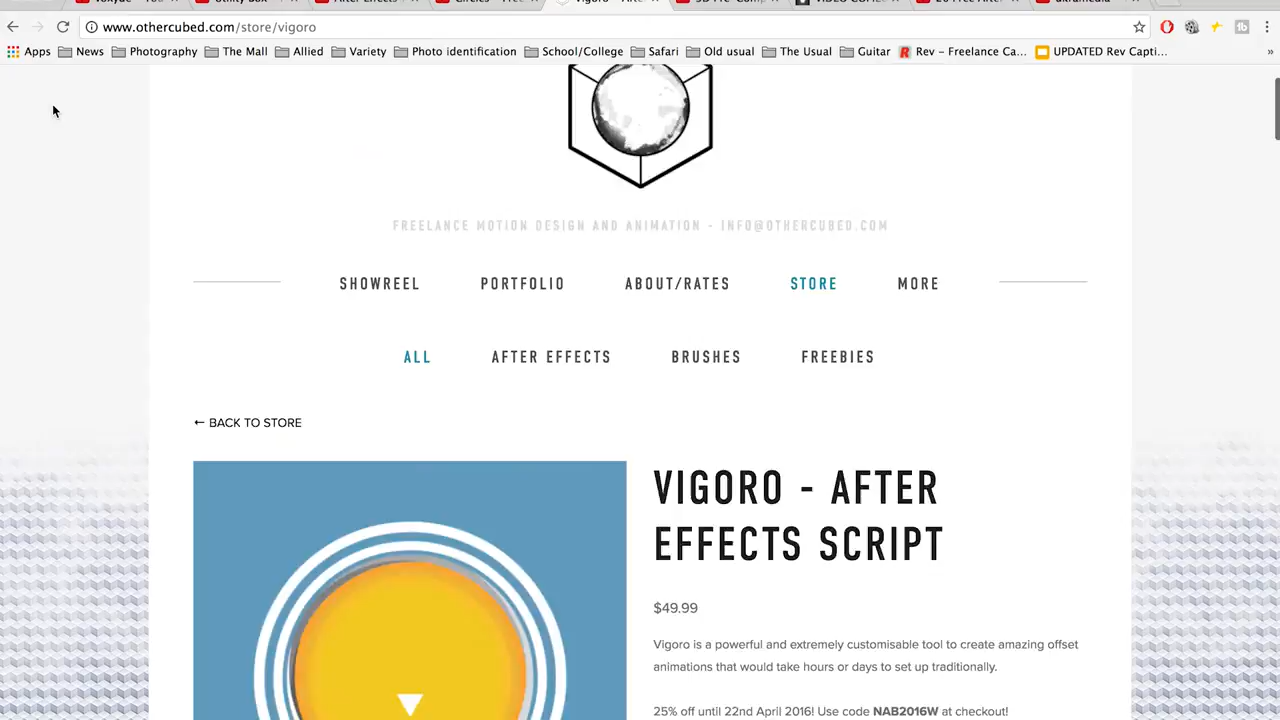 www.othercubed.com/store/vigoro
Apps News Photography The Mall Allied Variety Photo identification School/College Safari Old usual The Usual Guitar Rev – Freelance Ca... UPDATED Rev Capti... »
FREELANCE MOTION DESIGN AND ANIMATION - INFO@OTHERCUBED.COM
SHOWREEL PORTFOLIO ABOUT/RATES STORE MORE
ALL AFTER EFFECTS BRUSHES FREEBIES
← BACK TO STORE
VIGORO - AFTER
EFFECTS SCRIPT
$49.99
Vigoro is a powerful and extremely customisable tool to create amazing offset
animations that would take hours or days to set up traditionally.
25% off until 22nd April 2016! Use code NAB2016W at checkout!